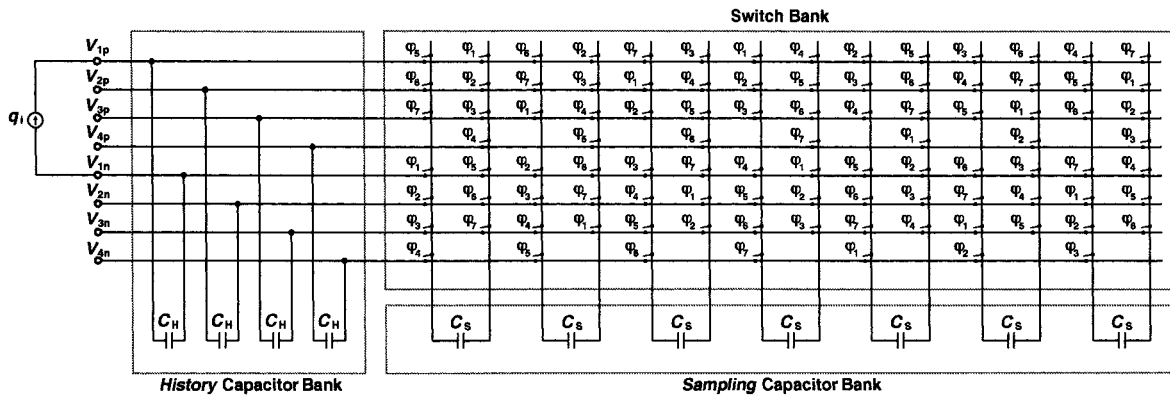 Switch Bank
V1p φ5 φ1 φ6 φ2 φ7 φ3 φ1 φ4 φ2 φ5 φ3 φ6 φ4 φ7
V2p φ6 φ2 φ7 φ3 φ1 φ4 φ2 φ5 φ3 φ6 φ4 φ7 φ5 φ1
V3p φ7 φ3 φ1 φ4 φ2 φ5 φ3 φ6 φ4 φ7 φ5 φ1 φ6 φ2
qi
V4p φ4 φ5 φ6 φ7 φ1 φ2 φ3
V1n φ1 φ5 φ2 φ6 φ3 φ7 φ4 φ1 φ5 φ2 φ6 φ3 φ7 φ4
V2n φ2 φ6 φ3 φ7 φ4 φ1 φ5 φ2 φ6 φ3 φ7 φ4 φ1 φ5
V3n φ3 φ7 φ4 φ1 φ5 φ2 φ6 φ3 φ7 φ4 φ1 φ5 φ2 φ6
V4n φ4 φ5 φ6 φ7 φ1 φ2 φ3
CH CH CH CH CS CS CS CS CS CS CS
History Capacitor Bank
Sampling Capacitor Bank